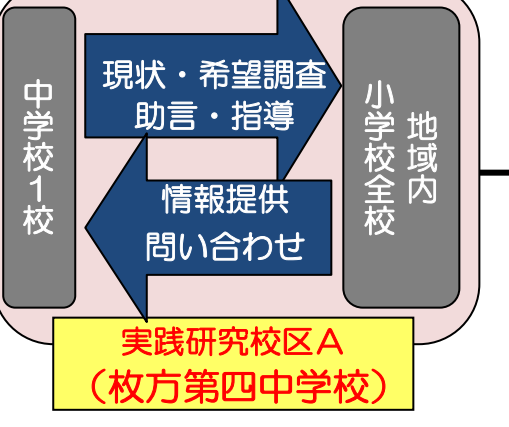 中学校１校
現状・希望調査
助言・指導
情報提供
問い合わせ
地域内
小学校全校
実践研究校区Ａ
（枚方第四中学校）